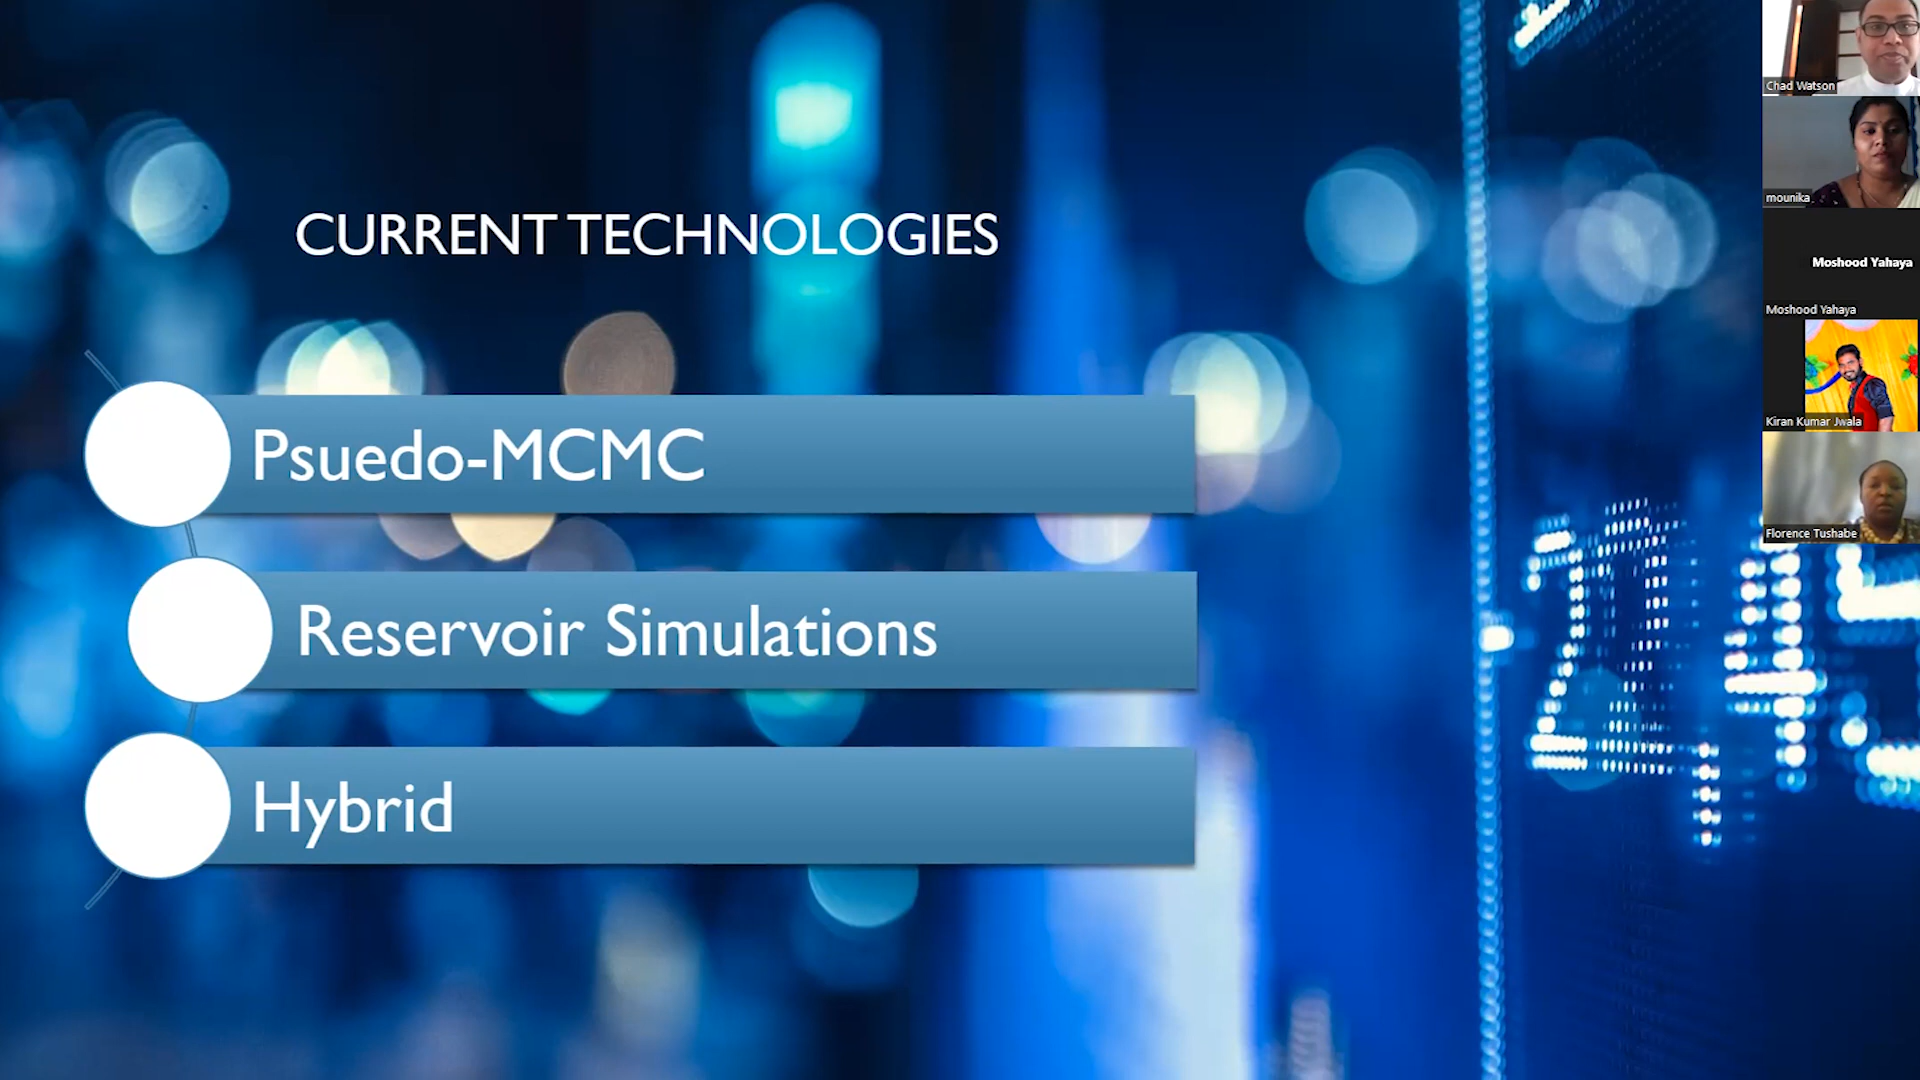 CURRENT TECHNOLOGIES
Psuedo-MCMC
Reservoir Simulations
Hybrid
Chad Watson
mounika
Moshood Yahaya
Moshood Yahaya
Kiran Kumar Jwala
Florence Tushabe